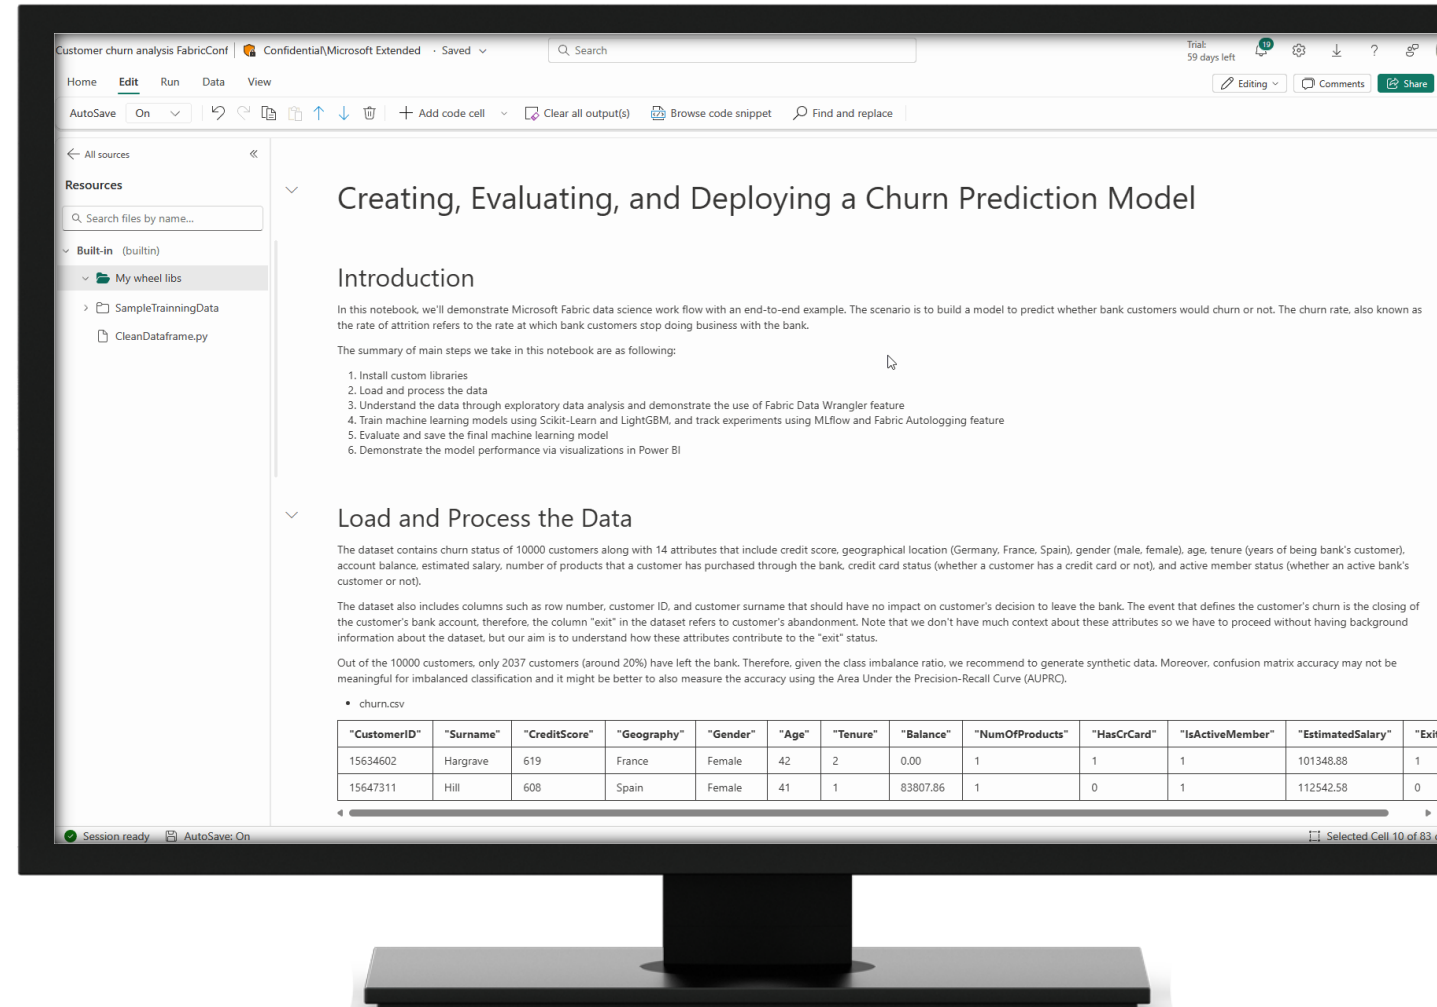 Customer churn analysis FabricConf
Confidential\Microsoft Extended · Saved
Search
Trial:
59 days left
19
Home Edit Run Data View
Editing
Comments
Share
AutoSave On
Add code cell
Clear all output(s)
Browse code snippet
Find and replace
All sources
Resources
Search files by name...
Built-in (builtin)
My wheel libs
SampleTrainningData
CleanDataframe.py
Creating, Evaluating, and Deploying a Churn Prediction Model
Introduction
In this notebook, we'll demonstrate Microsoft Fabric data science work flow with an end-to-end example. The scenario is to build a model to predict whether bank customers would churn or not. The churn rate, also known as
the rate of attrition refers to the rate at which bank customers stop doing business with the bank.
The summary of main steps we take in this notebook are as following:
1. Install custom libraries
2. Load and process the data
3. Understand the data through exploratory data analysis and demonstrate the use of Fabric Data Wrangler feature
4. Train machine learning models using Scikit-Learn and LightGBM, and track experiments using MLflow and Fabric Autologging feature
5. Evaluate and save the final machine learning model
6. Demonstrate the model performance via visualizations in Power BI
Load and Process the Data
The dataset contains churn status of 10000 customers along with 14 attributes that include credit score, geographical location (Germany, France, Spain), gender (male, female), age, tenure (years of being bank's customer),
account balance, estimated salary, number of products that a customer has purchased through the bank, credit card status (whether a customer has a credit card or not), and active member status (whether an active bank's
customer or not).
The dataset also includes columns such as row number, customer ID, and customer surname that should have no impact on customer's decision to leave the bank. The event that defines the customer's churn is the closing of
the customer's bank account, therefore, the column "exit" in the dataset refers to customer's abandonment. Note that we don't have much context about these attributes so we have to proceed without having background
information about the dataset, but our aim is to understand how these attributes contribute to the "exit" status.
Out of the 10000 customers, only 2037 customers (around 20%) have left the bank. Therefore, given the class imbalance ratio, we recommend to generate synthetic data. Moreover, confusion matrix accuracy may not be
meaningful for imbalanced classification and it might be better to also measure the accuracy using the Area Under the Precision-Recall Curve (AUPRC).
• churn.csv
"CustomerID" "Surname" "CreditScore" "Geography" "Gender" "Age" "Tenure" "Balance" "NumOfProducts" "HasCrCard" "IsActiveMember" "EstimatedSalary" "Exit
15634602 Hargrave 619 France Female 42 2 0.00 1 1 1 101348.88 1
15647311 Hill 608 Spain Female 41 1 83807.86 1 0 1 112542.58 0
Session ready AutoSave: On
Selected Cell 10 of 83